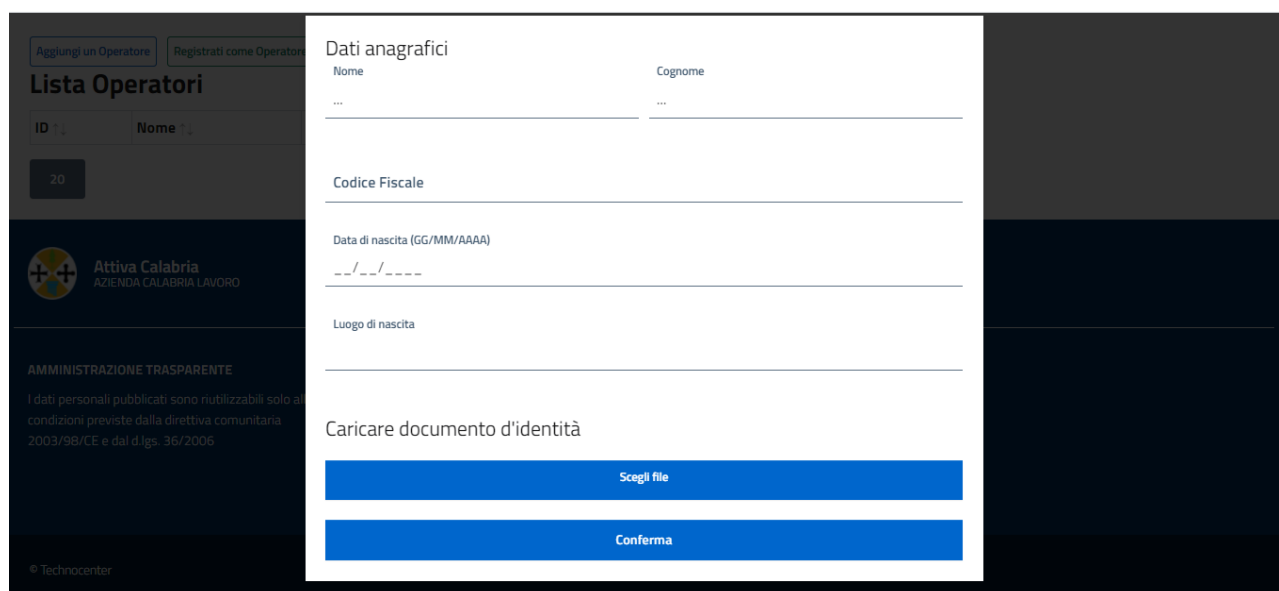 Aggiungi un Operatore
Registrati come Operatore
Lista Operatori
ID ↑↓ Nome ↑↓
20
Attiva Calabria
AZIENDA CALABRIA LAVORO
AMMINISTRAZIONE TRASPARENTE
I dati personali pubblicati sono riutilizzabili solo
condizioni previste dalla direttiva comunitaria
2003/98/CE e dal d.lgs. 36/2006
© Technocenter
Dati anagrafici
Nome Cognome
... ...
Codice Fiscale
Data di nascita (GG/MM/AAAA)
__/__/____
Luogo di nascita
Caricare documento d'identità
Scegli file
Conferma